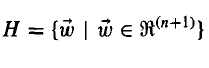 H = {w⃗ | w⃗ ∈ ℜ⁽ⁿ⁺¹⁾}